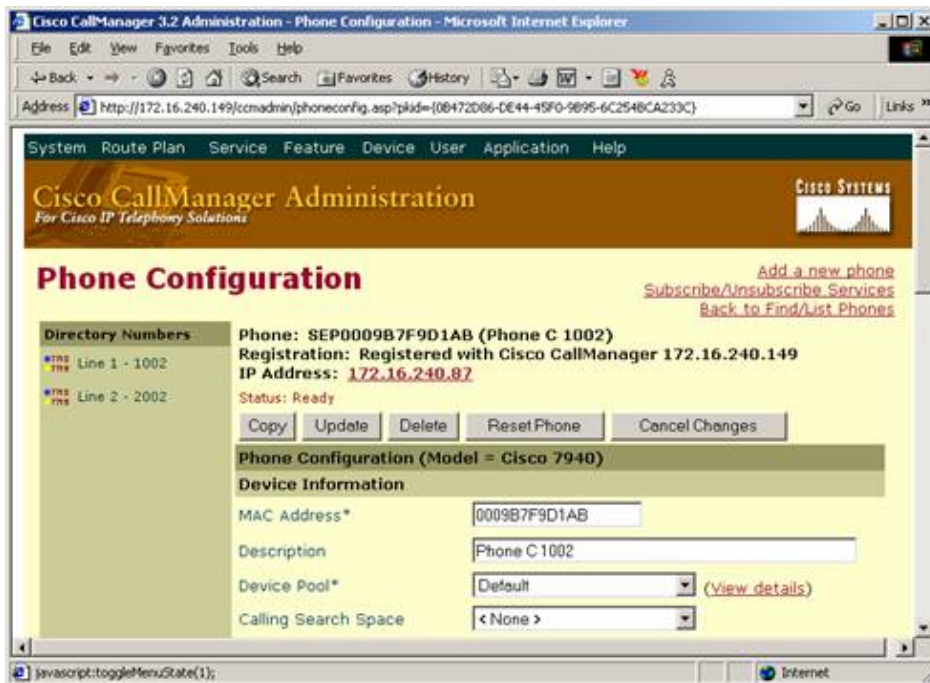 Cisco CallManager 3.2 Administration - Phone Configuration - Microsoft Internet Explorer
File Edit View Favorites Tools Help
Back Search Favorites History
Address http://172.16.240.149/ccmadmin/phoneconfig.asp?pkid={0B472D86-DE44-45F0-9B95-6C254BCA233C} Go Links »
System Route Plan Service Feature Device User Application Help
Cisco CallManager Administration
For Cisco IP Telephony Solutions
CISCO SYSTEMS
Phone Configuration
Add a new phone
Subscribe/Unsubscribe Services
Back to Find/List Phones
Directory Numbers
Line 1 - 1002
Line 2 - 2002
Phone: SEP0009B7F9D1AB (Phone C 1002)
Registration: Registered with Cisco CallManager 172.16.240.149
IP Address: 172.16.240.87
Status: Ready
Copy Update Delete Reset Phone Cancel Changes
Phone Configuration (Model = Cisco 7940)
Device Information
MAC Address* 0009B7F9D1AB
Description Phone C 1002
Device Pool* Default (View details)
Calling Search Space < None >
javascript:toggleMenuState(1); Internet